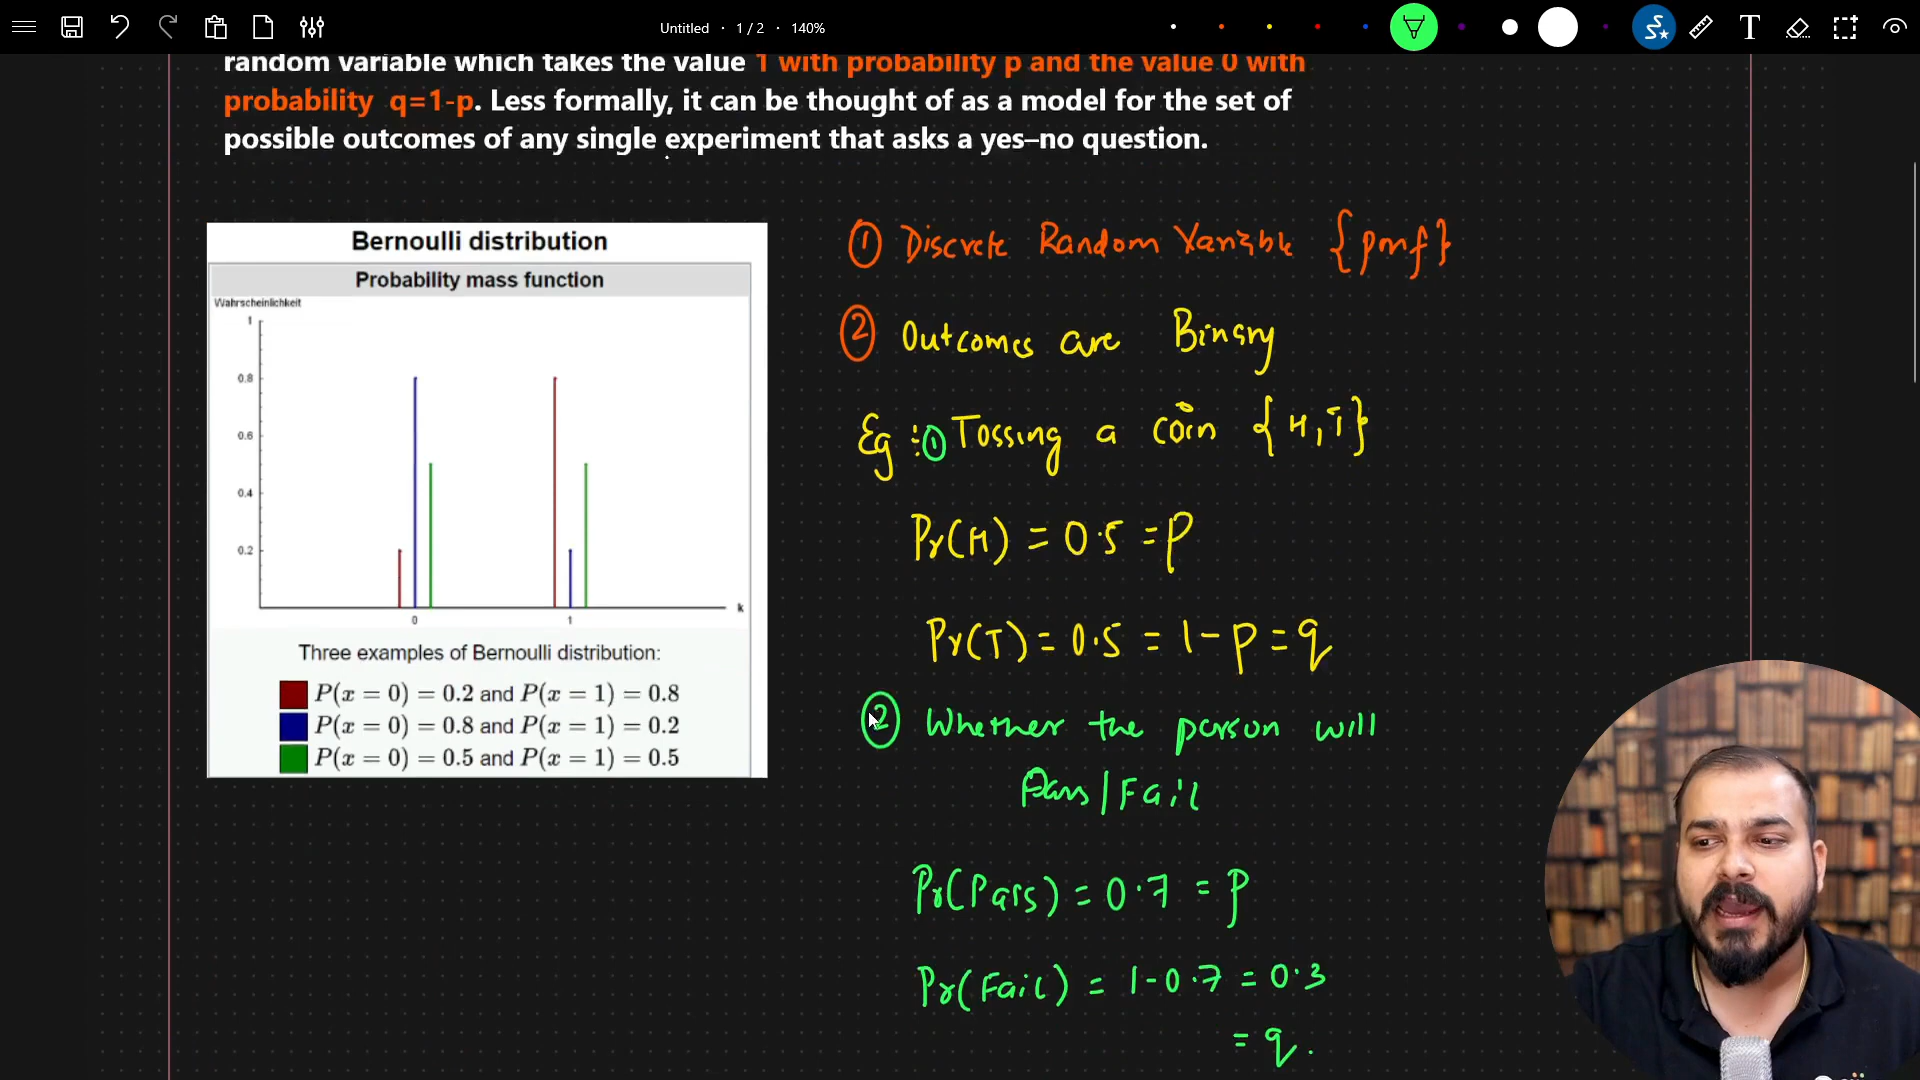 Untitled • 1 / 2 • 140%
random variable which takes the value 1 with probability p and the value 0 with
probability q=1-p. Less formally, it can be thought of as a model for the set of
possible outcomes of any single experiment that asks a yes–no question.
Bernoulli distribution
Probability mass function
Wahrscheinlichkeit
1
0.8
0.6
0.4
0.2
0
1
k
Three examples of Bernoulli distribution:
P(x = 0) = 0.2 and P(x = 1) = 0.8
P(x = 0) = 0.8 and P(x = 1) = 0.2
P(x = 0) = 0.5 and P(x = 1) = 0.5
① Discrete Random Variable {pmf}
② Outcomes are Binary
Eg : ① Tossing a coin {H, T}
Pr(H) = 0.5 = p
Pr(T) = 0.5 = 1 - p = q
② Whether the person will
Pass/Fail
Pr(Pass) = 0.7 = p
Pr(Fail) = 1-0.7 = 0.3
= q.